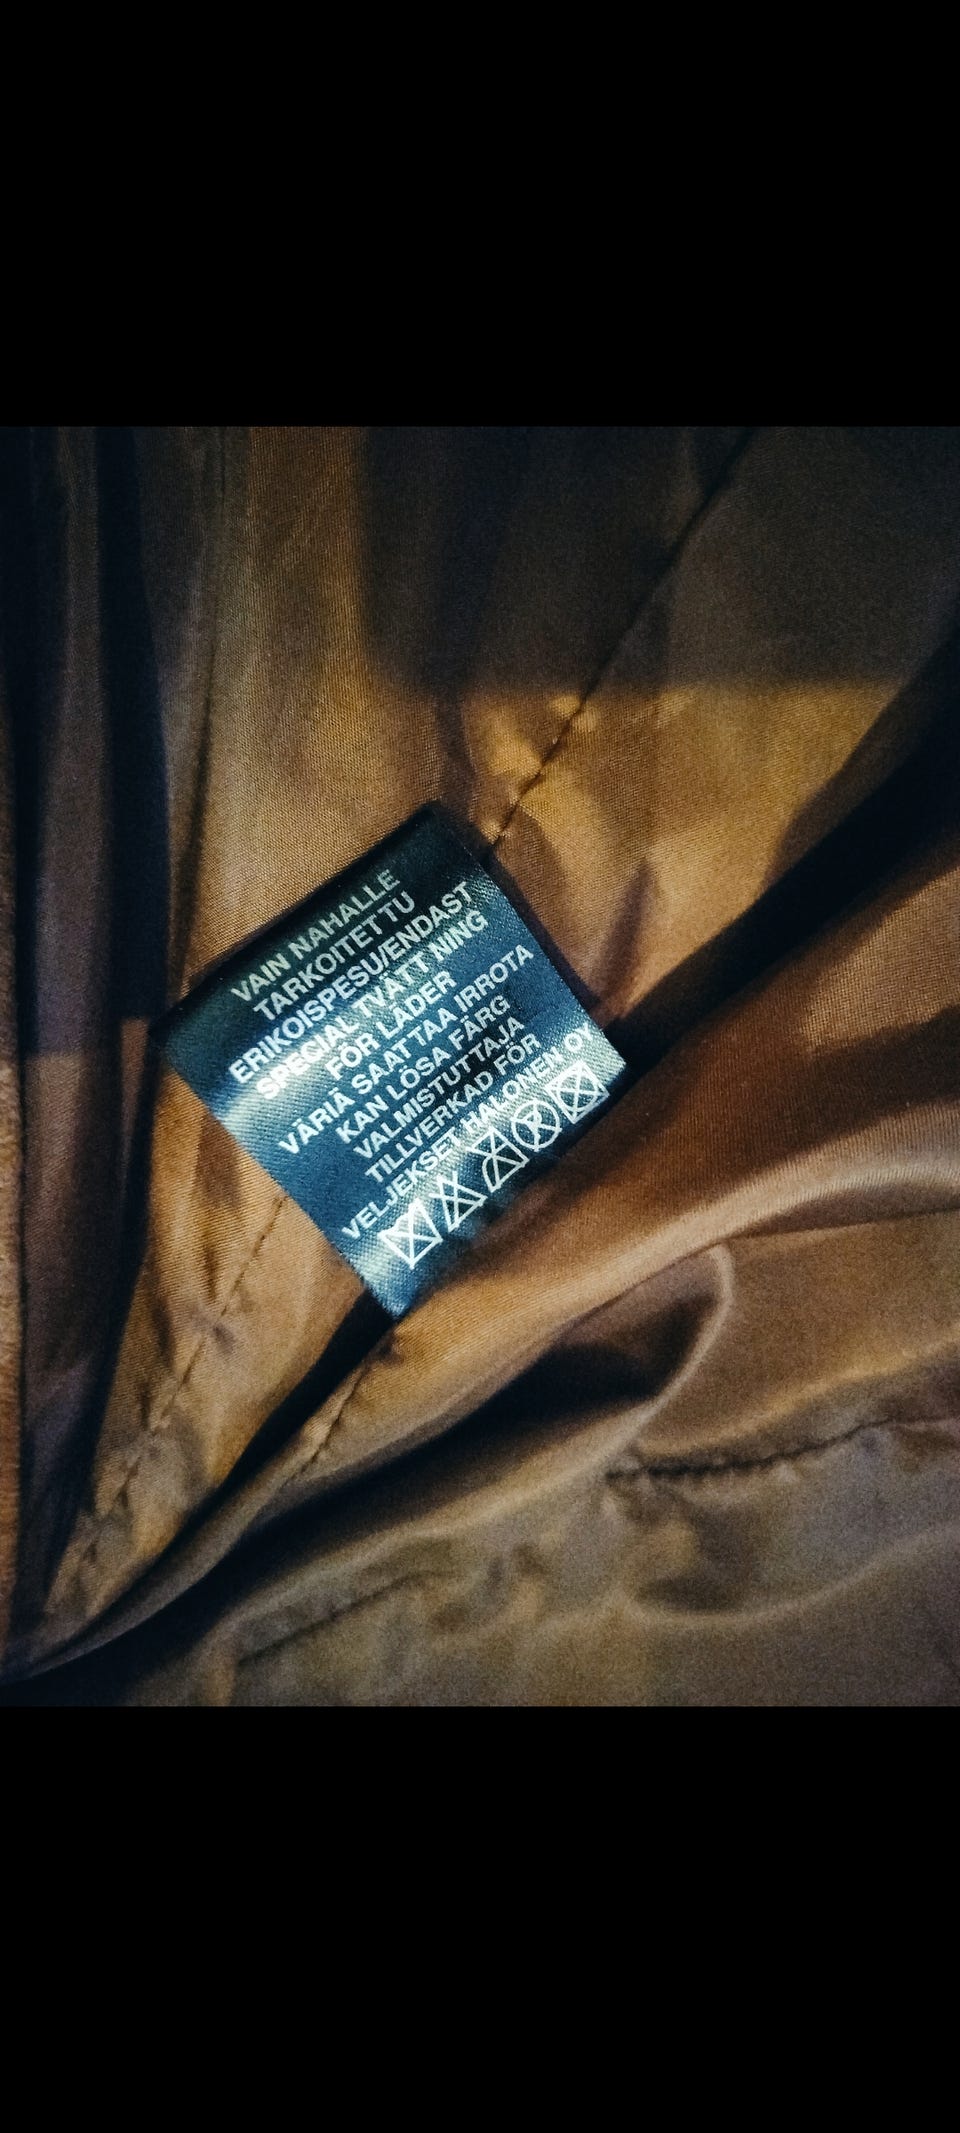 VAIN NAHALLE
TARKOITETTU
ERIKOISPESU/ENDAST
SPECIAL TVÄTT NING
FÖR LÄDER
VÄRIÄ SAATTAA IRROTA
KAN LÖSA FÄRG
VALMISTUTTAJA
TILLVERKAD FÖR
VELJEKSET HALONEN OY